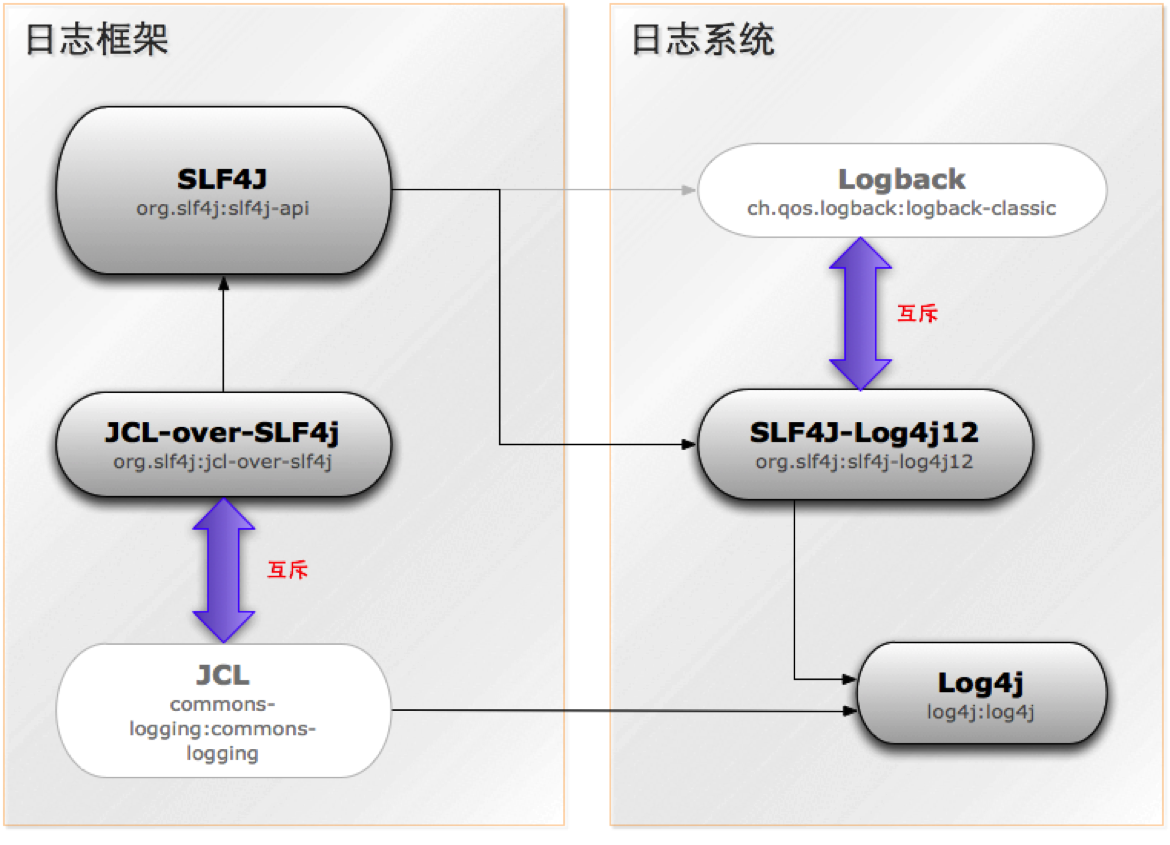 日志框架
SLF4J
org.slf4j:slf4j-api
JCL-over-SLF4j
org.slf4j:jcl-over-slf4j
互斥
JCL
commons-
logging:commons-
logging
日志系统
Logback
ch.qos.logback:logback-classic
互斥
SLF4J-Log4j12
org.slf4j:slf4j-log4j12
Log4j
log4j:log4j